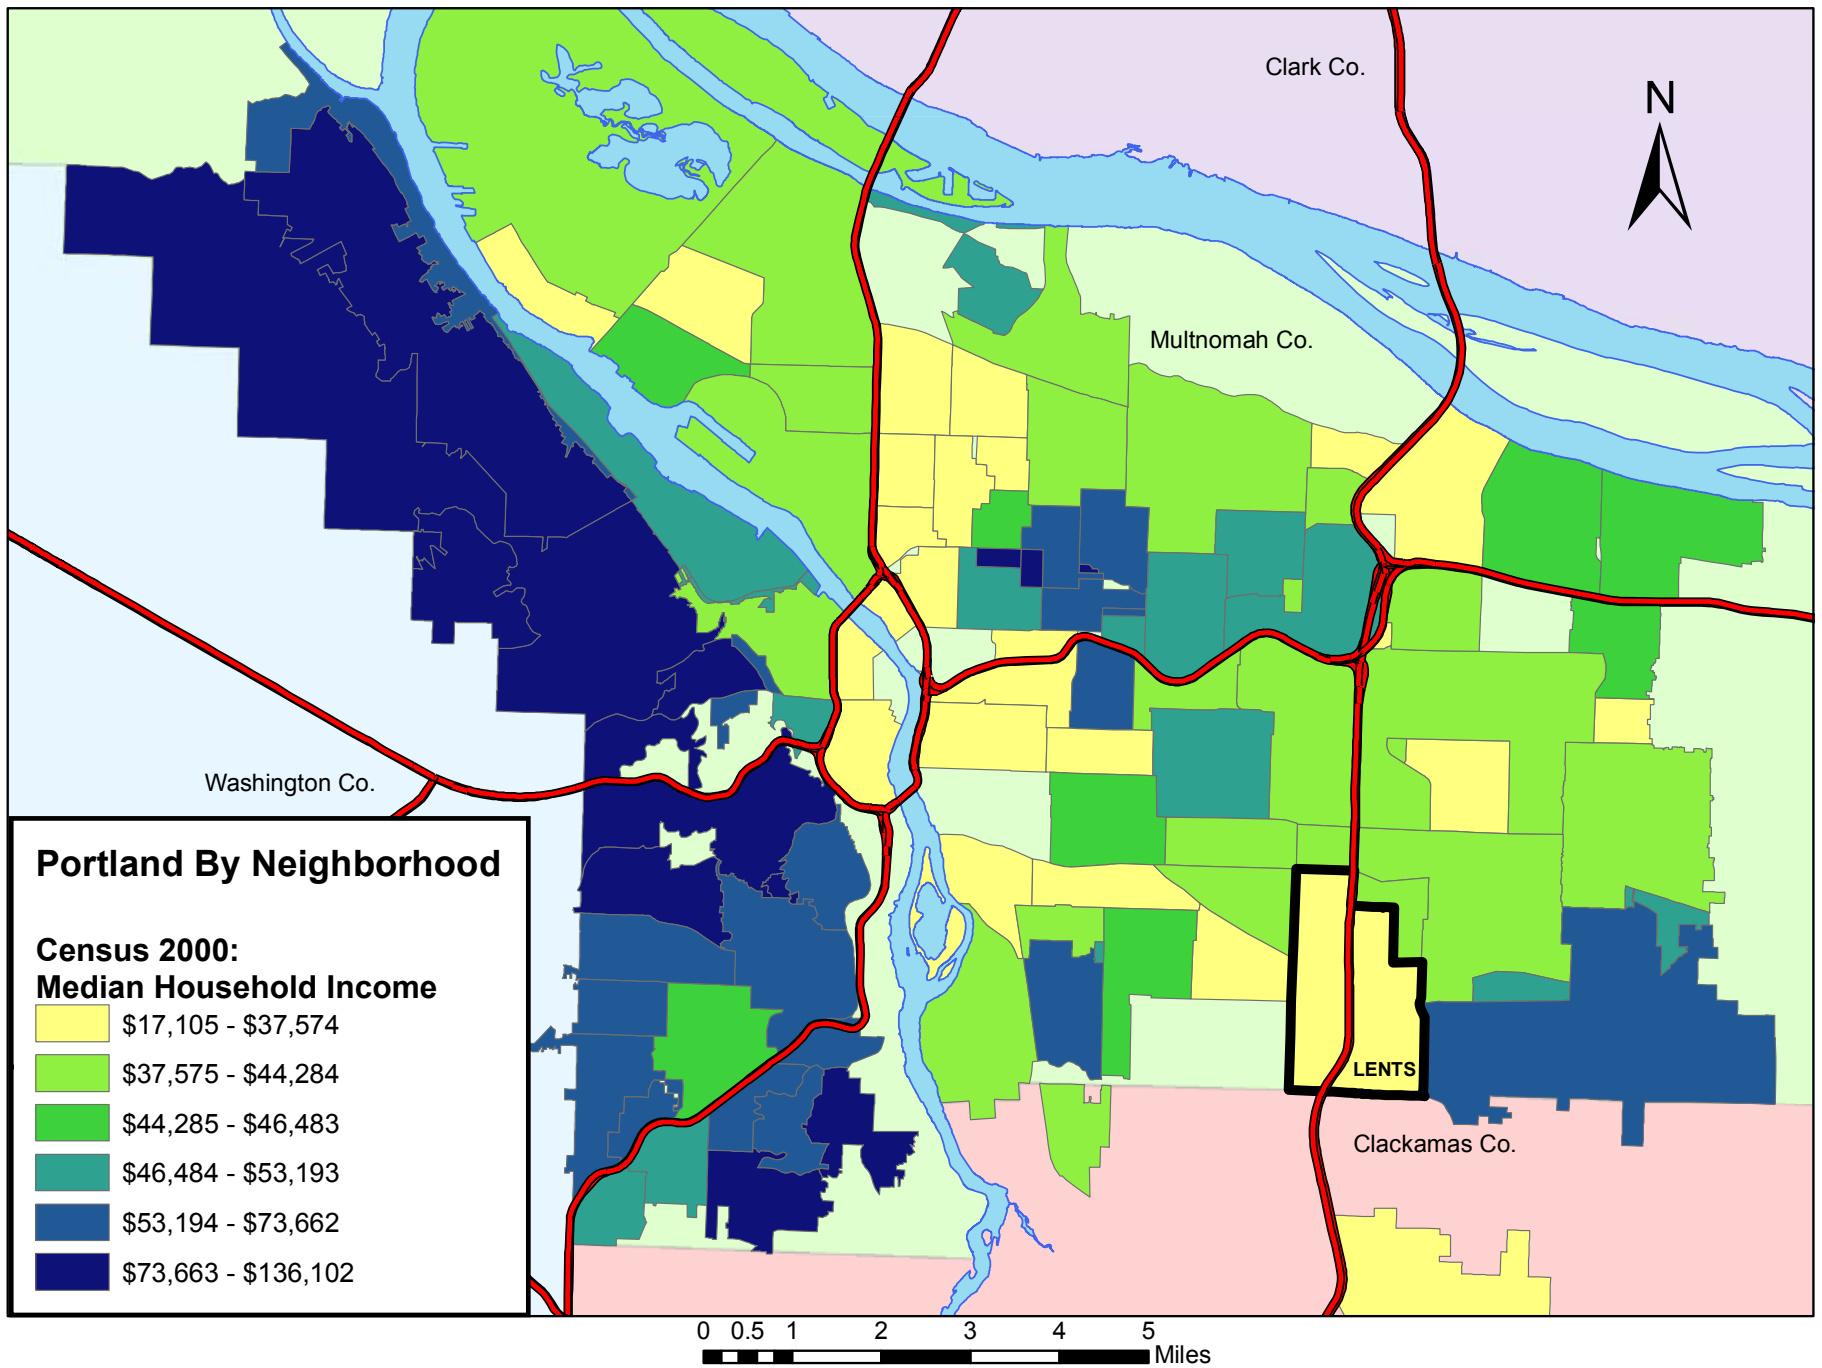 Clark Co.
N
Multnomah Co.
Washington Co.
Portland By Neighborhood
Census 2000:
Median Household Income
$17,105 - $37,574
$37,575 - $44,284
$44,285 - $46,483
$46,484 - $53,193
$53,194 - $73,662
$73,663 - $136,102
LENTS
Clackamas Co.
0 0.5 1 2 3 4 5
Miles